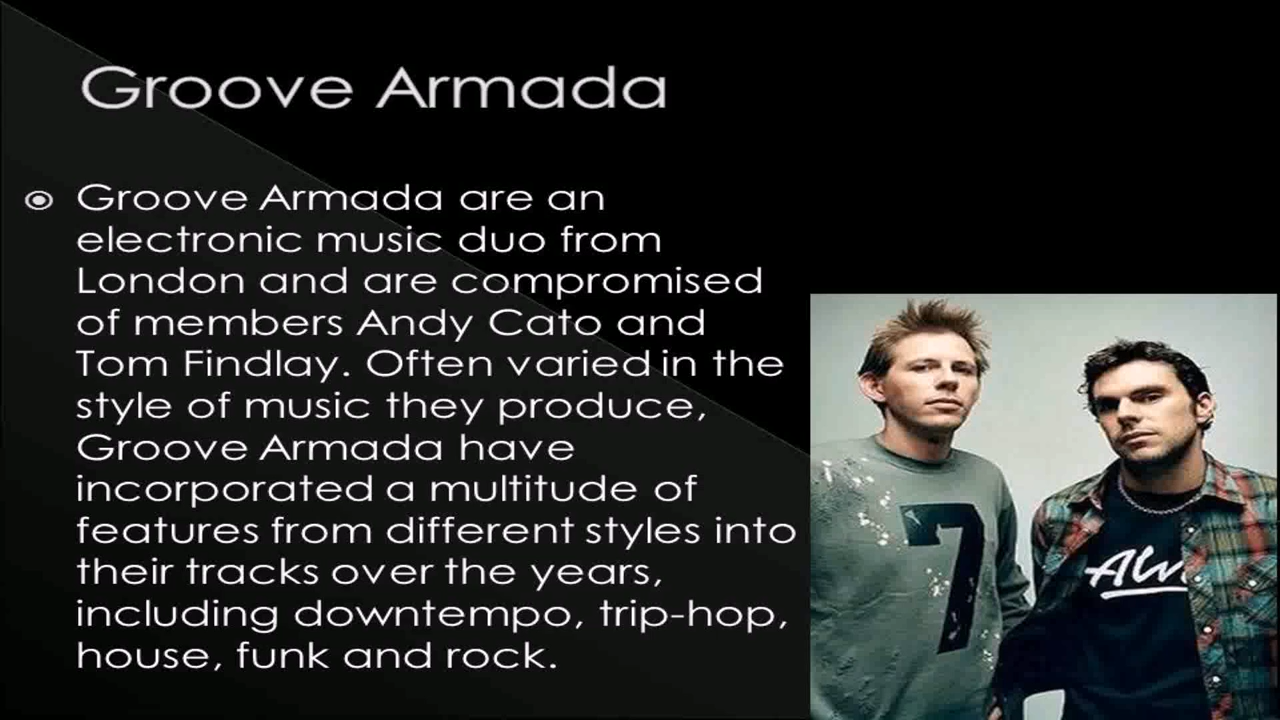 Groove Armada
Groove Armada are an
electronic music duo from
London and are compromised
of members Andy Cato and
Tom Findlay. Often varied in the
style of music they produce,
Groove Armada have
incorporated a multitude of
features from different styles into
their tracks over the years,
including downtempo, trip-hop,
house, funk and rock.
7